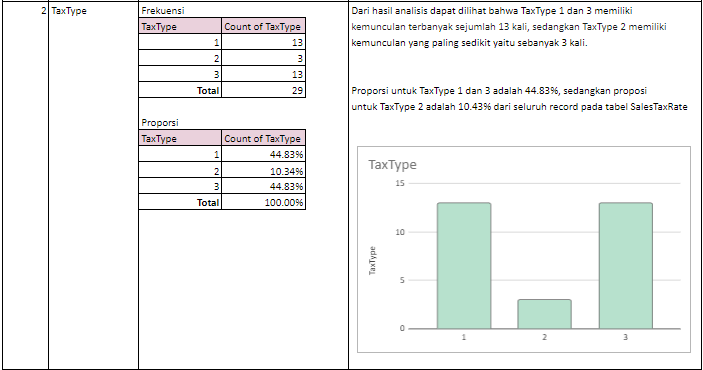 2 TaxType
Frekuensi
TaxType Count of TaxType
1 13
2 3
3 13
Total 29
Proporsi
TaxType Count of TaxType
1 44.83%
2 10.34%
3 44.83%
Total 100.00%
Dari hasil analisis dapat dilihat bahwa TaxType 1 dan 3 memiliki
kemunculan terbanyak sejumlah 13 kali, sedangkan TaxType 2 memiliki
kemunculan yang paling sedikit yaitu sebanyak 3 kali.
Proporsi untuk TaxType 1 dan 3 adalah 44.83%, sedangkan proposi
untuk TaxType 2 adalah 10.43% dari seluruh record pada tabel SalesTaxRate
TaxType
15
10
5
0
TaxType
1 2 3